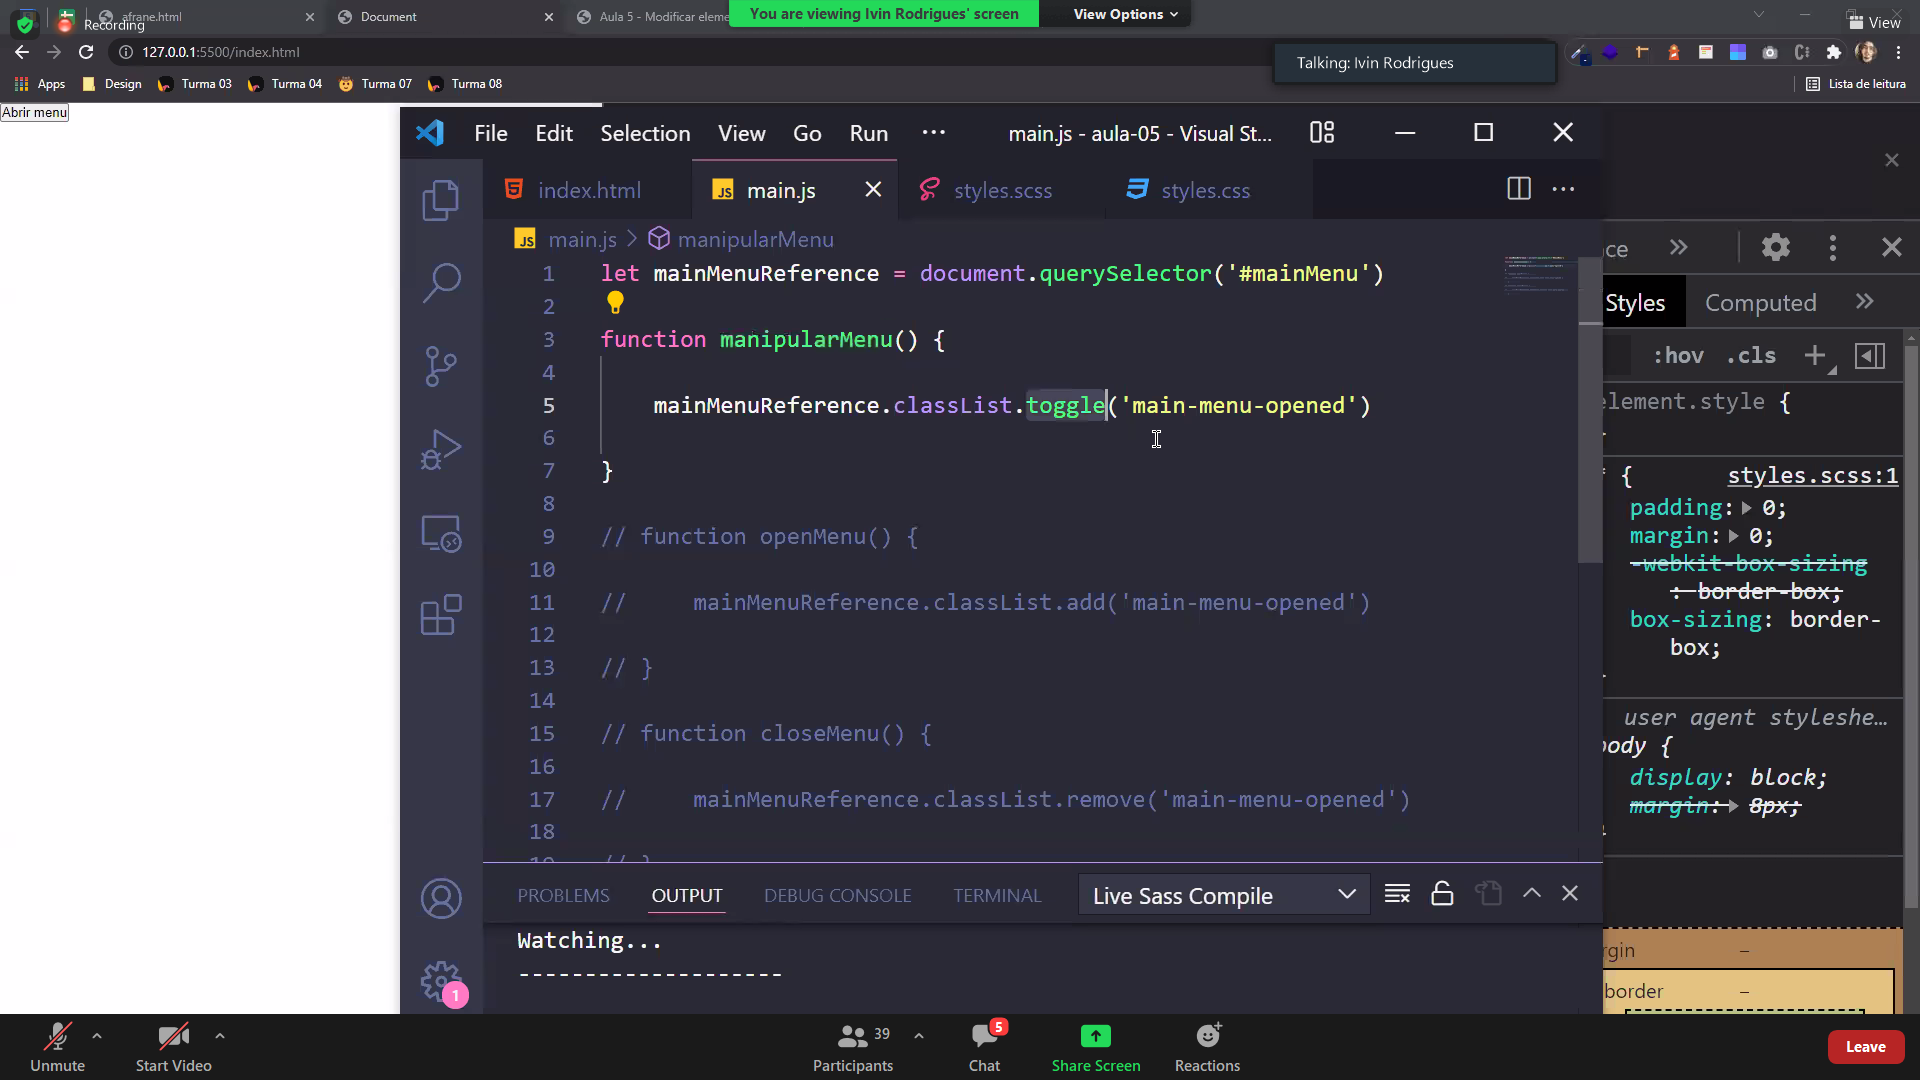 afrane.html
Document
Aula 5 - Modificar eleme
You are viewing Ivin Rodrigues' screen
View Options
Recording
View
127.0.0.1:5500/index.html
Talking: Ivin Rodrigues
Apps
Design
Turma 03
Turma 04
Turma 07
Turma 08
Lista de leitura
Abrir menu
File Edit Selection View Go Run ···
main.js - aula-05 - Visual St...
index.html
JS main.js
styles.scss
styles.css
JS main.js > manipularMenu
1 let mainMenuReference = document.querySelector('#mainMenu')
2
3 function manipularMenu() {
4
5 mainMenuReference.classList.toggle('main-menu-opened')
6
7 }
8
9 // function openMenu() {
10
11 // mainMenuReference.classList.add('main-menu-opened')
12
13 // }
14
15 // function closeMenu() {
16
17 // mainMenuReference.classList.remove('main-menu-opened')
18
PROBLEMS OUTPUT DEBUG CONSOLE TERMINAL
Live Sass Compile
Watching...
--------------------
ce
Styles Computed
:hov .cls +
element.style {
{ styles.scss:1
padding: 0;
margin: 0;
-webkit-box-sizing
: border-box;
box-sizing: border-
box;
user agent styleshe...
body {
display: block;
margin: 8px;
rgin –
border –
1
Unmute
Start Video
39
Participants
5
Chat
Share Screen
Reactions
Leave